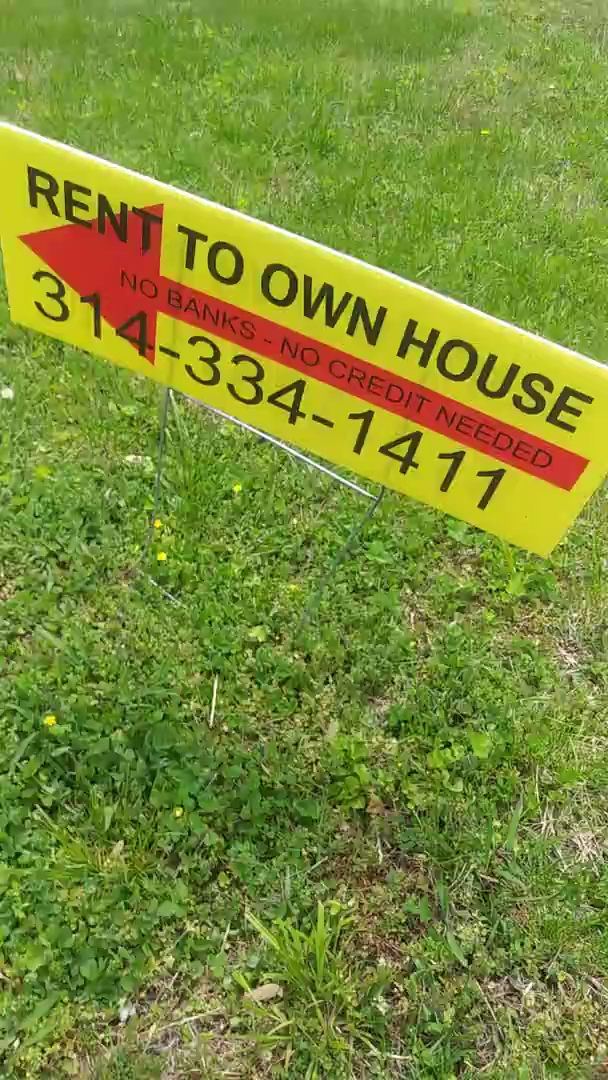 RENT TO OWN HOUSE
NO BANKS - NO CREDIT NEEDED
314-334-1411